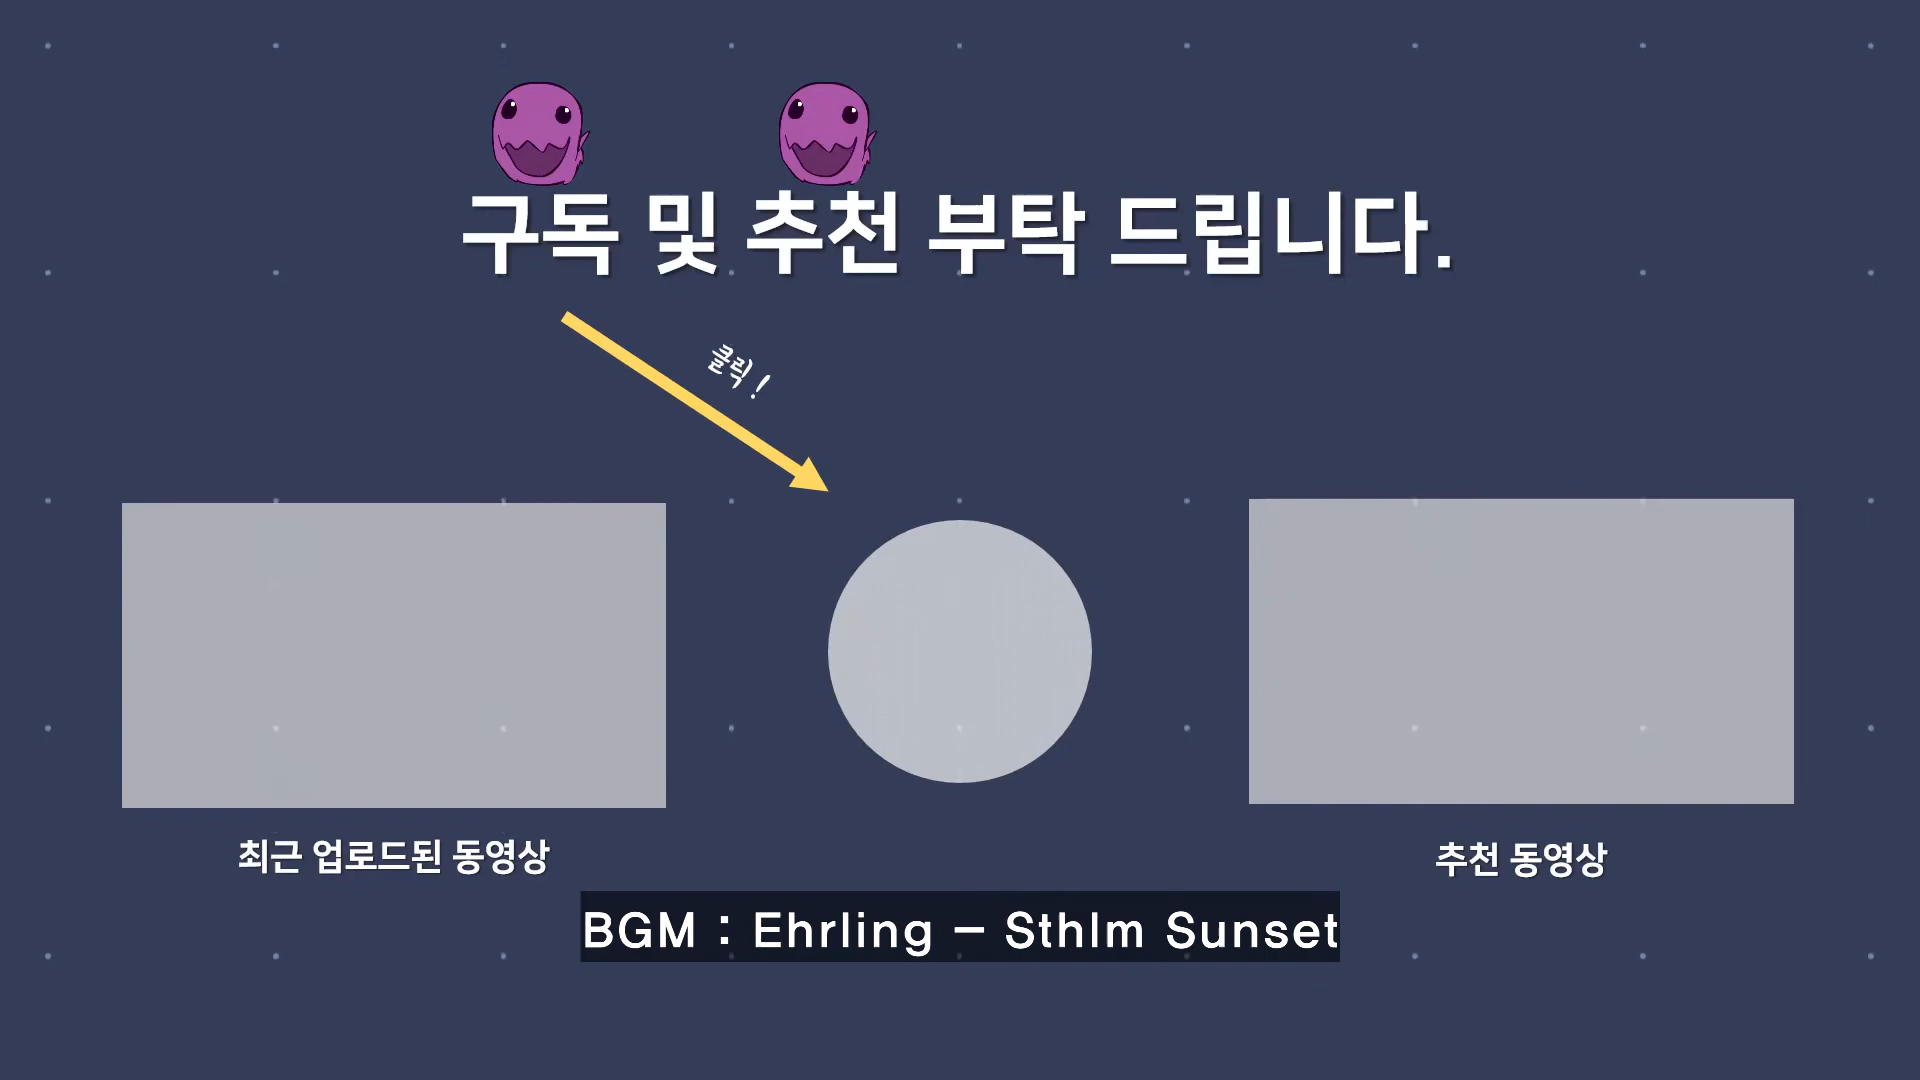 구독 및 추천 부탁 드립니다.
클릭!
최근 업로드된 동영상
추천 동영상
BGM : Ehrling – Sthlm Sunset